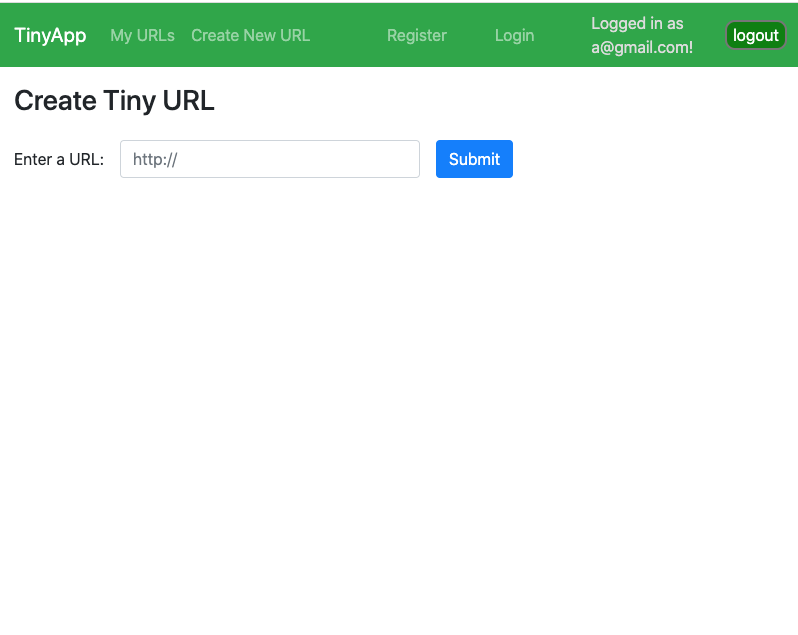 TinyApp My URLs Create New URL Register Login Logged in as
a@gmail.com! logout
Create Tiny URL
Enter a URL: http:// Submit